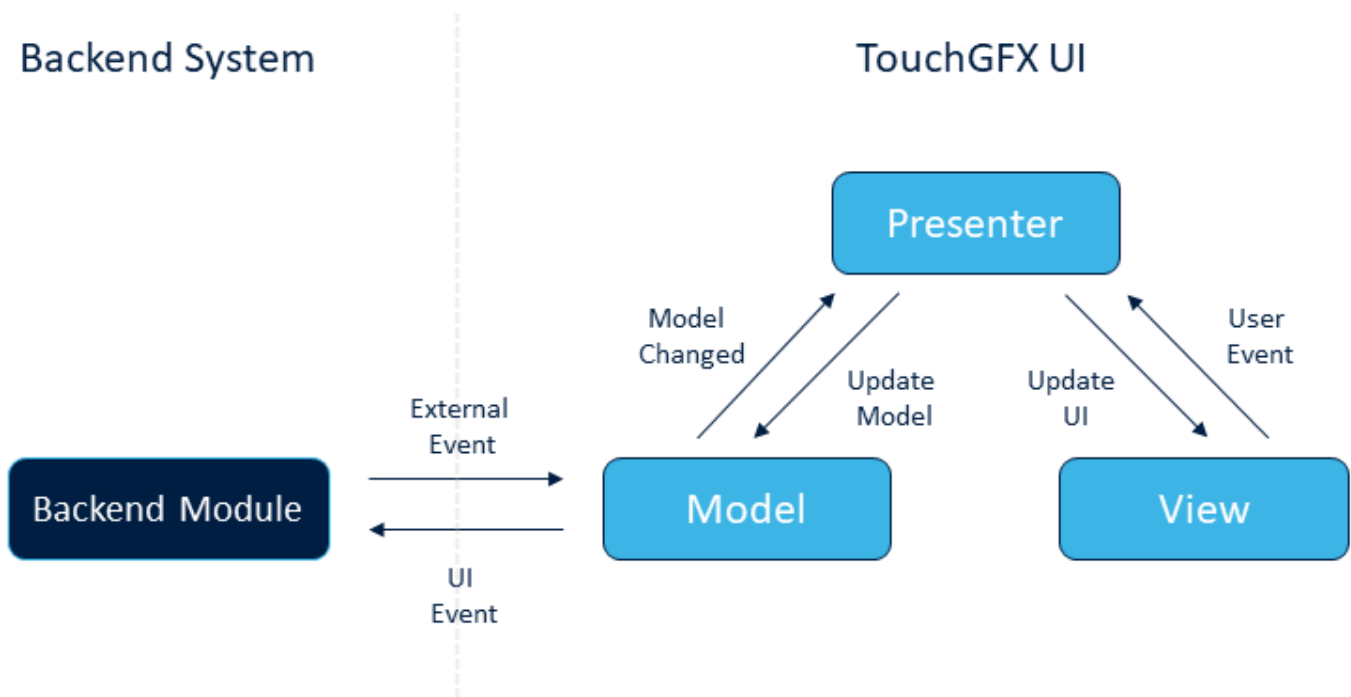 Backend System
TouchGFX UI
Presenter
Model
Changed
User
Event
Update
Model
Update
UI
External
Event
Backend Module
Model
View
UI
Event